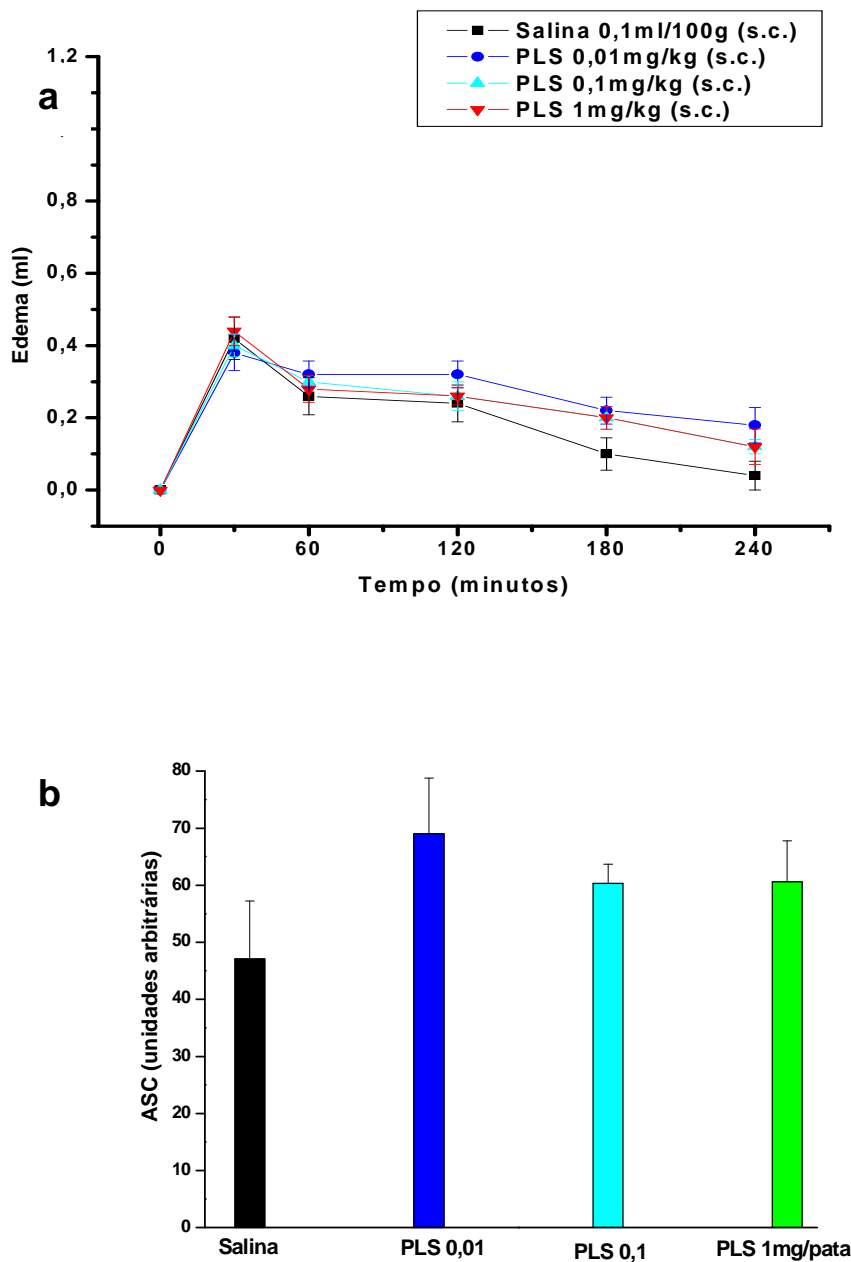 Salina 0,1ml/100g (s.c.)
PLS 0,01mg/kg (s.c.)
PLS 0,1mg/kg (s.c.)
PLS 1mg/kg (s.c.)
a
1,2
0,8
0,6
0,4
0,2
0,0
Edema (ml)
0 60 120 180 240
Tempo (minutos)
b
80
70
60
50
40
30
20
10
0
ASC (unidades arbitrárias)
Salina PLS 0,01 PLS 0,1 PLS 1mg/pata